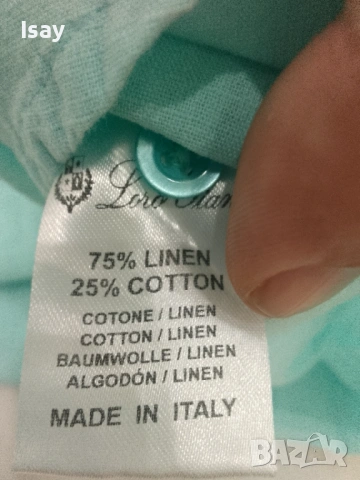 Isay
Loro
75% LINEN
25% COTTON
COTONE / LINEN
COTTON / LINEN
BAUMWOLLE / LINEN
ALGODÓN / LINEN
MADE IN ITALY
BAZAR